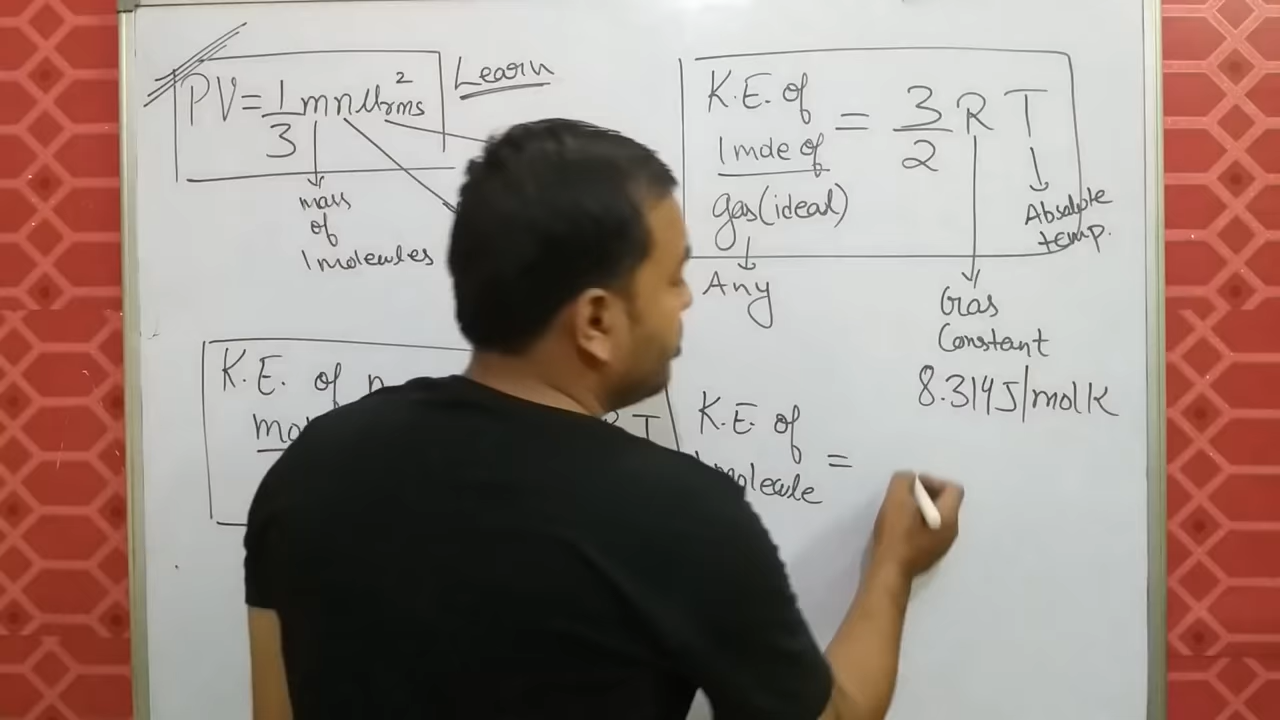 PV = 1/3 mnUrms²
Learn
mass
of
1 molecules
K.E. of
1 mole of
gas (ideal)
= 3/2 R T
Any
Absolute
temp.
Gas
Constant
8.314 J/mol K
K.E. of
T
K.E. of
molecule =